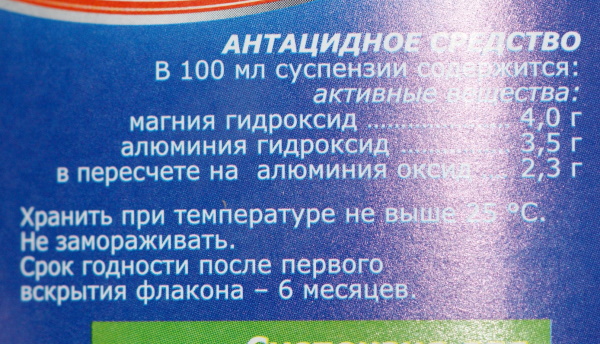 АНТАЦИДНОЕ СРЕДСТВО
В 100 мл суспензии содержится:
активные вещества:
магния гидроксид .................. 4,0 г
алюминия гидроксид .............. 3,5 г
в пересчете на алюминия оксид ... 2,3 г
Хранить при температуре не выше 25 °С.
Не замораживать.
Срок годности после первого
вскрытия флакона – 6 месяцев.